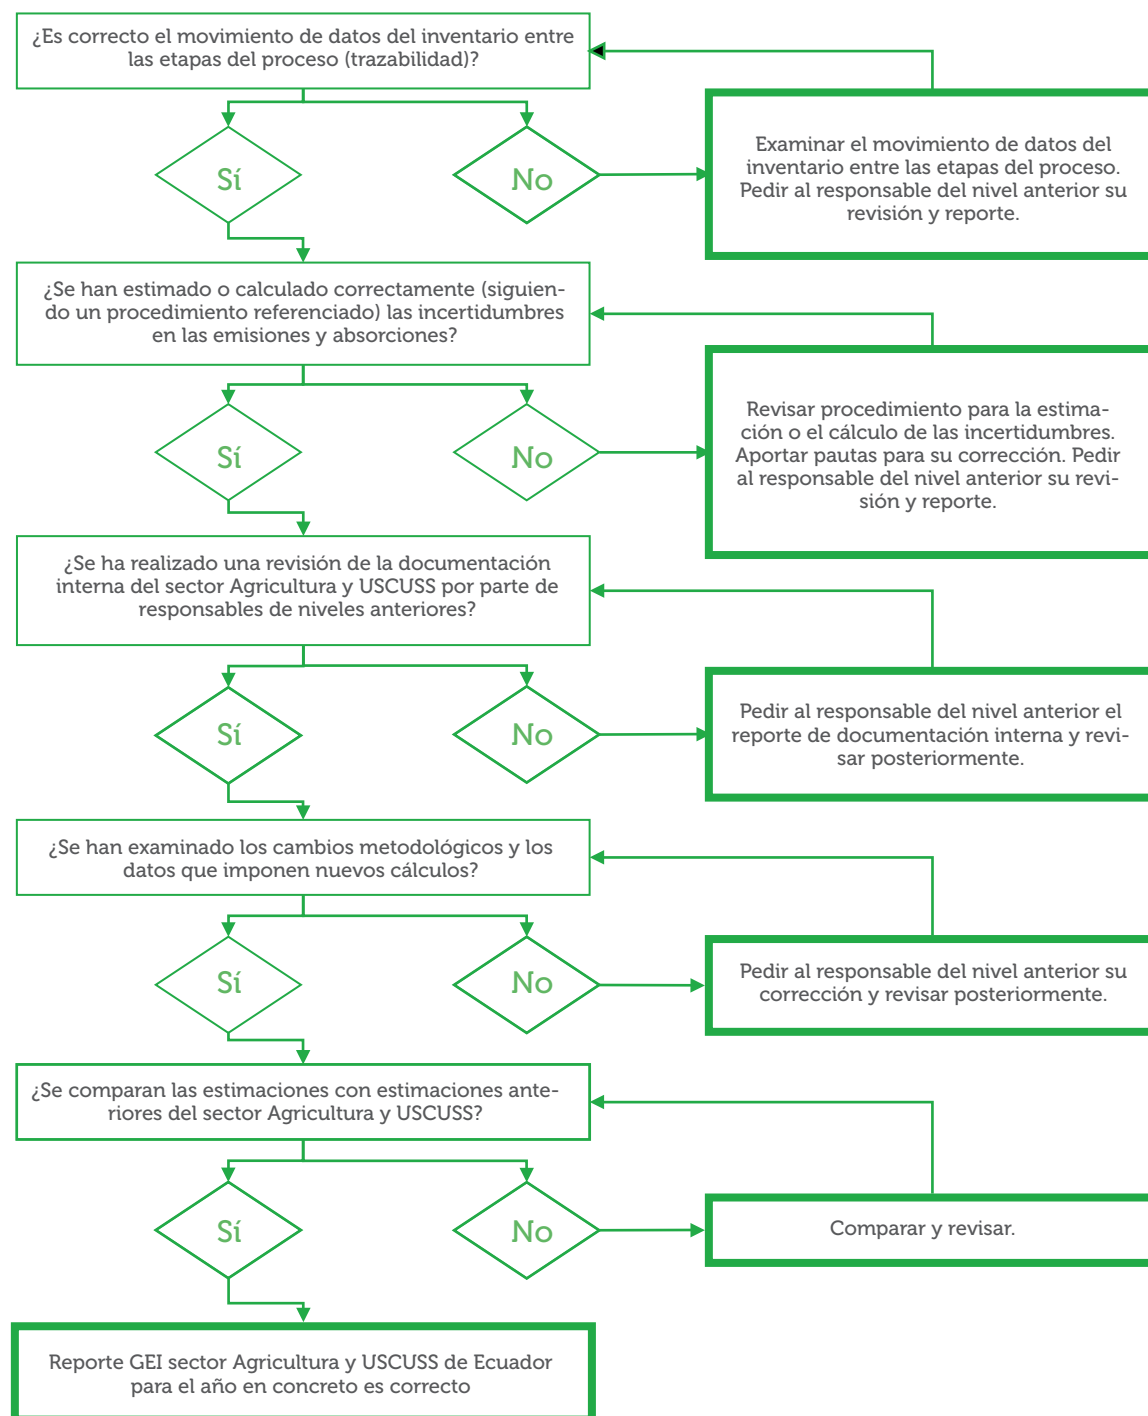 ¿Es correcto el movimiento de datos del inventario entre
las etapas del proceso (trazabilidad)?
Sí
No
Examinar el movimiento de datos del
inventario entre las etapas del proceso.
Pedir al responsable del nivel anterior su
revisión y reporte.
¿Se han estimado o calculado correctamente (siguien-
do un procedimiento referenciado) las incertidumbres
en las emisiones y absorciones?
Sí
No
Revisar procedimiento para la estima-
ción o el cálculo de las incertidumbres.
Aportar pautas para su corrección. Pedir
al responsable del nivel anterior su revi-
sión y reporte.
¿Se ha realizado una revisión de la documentación
interna del sector Agricultura y USCUSS por parte de
responsables de niveles anteriores?
Sí
No
Pedir al responsable del nivel anterior el
reporte de documentación interna y revi-
sar posteriormente.
¿Se han examinado los cambios metodológicos y los
datos que imponen nuevos cálculos?
Sí
No
Pedir al responsable del nivel anterior su
corrección y revisar posteriormente.
¿Se comparan las estimaciones con estimaciones ante-
riores del sector Agricultura y USCUSS?
Sí
No
Comparar y revisar.
Reporte GEI sector Agricultura y USCUSS de Ecuador
para el año en concreto es correcto